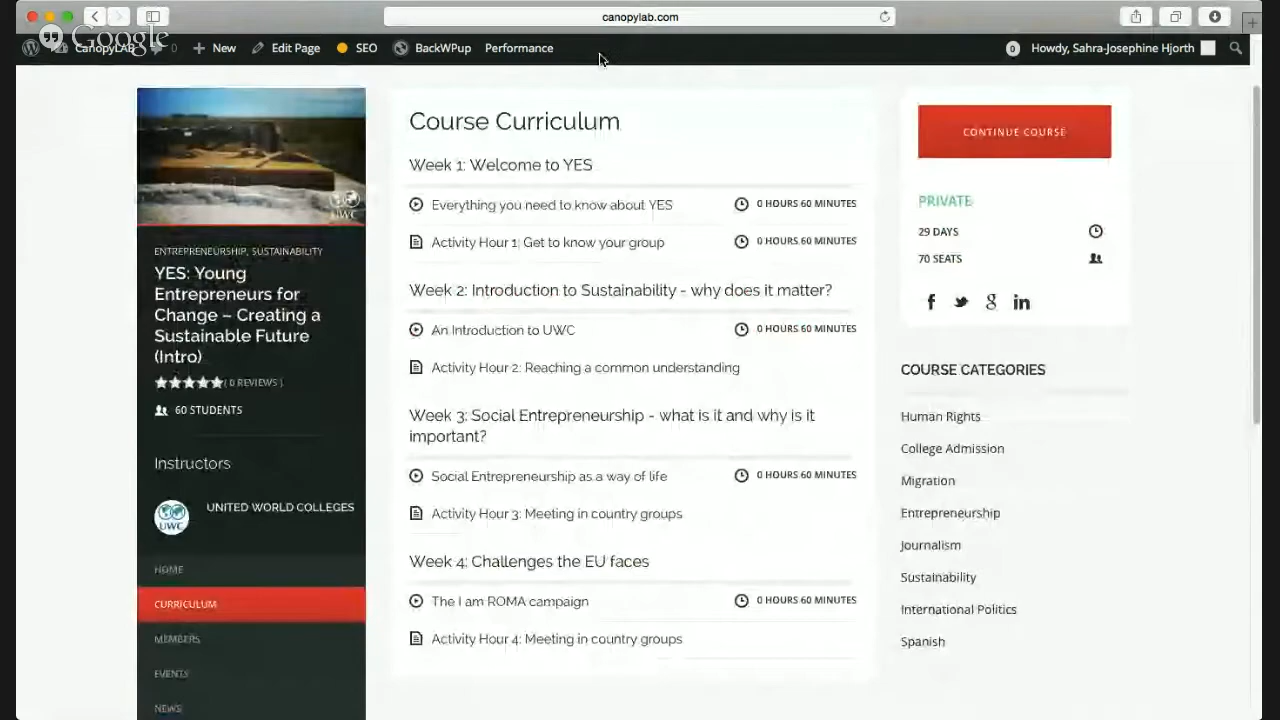 canopylab.com
Google
CanopyLAB
0
New
Edit Page
SEO
BackWPup
Performance
0
Howdy, Sahra-Josephine Hjorth
UWC
ENTREPRENEURSHIP, SUSTAINABILITY
YES: Young
Entrepreneurs for
Change – Creating a
Sustainable Future
(Intro)
( 0 REVIEWS )
60 STUDENTS
Instructors
UWC
UNITED WORLD COLLEGES
HOME
CURRICULUM
MEMBERS
EVENTS
NEWS
Course Curriculum
Week 1: Welcome to YES
Everything you need to know about YES
0 HOURS 60 MINUTES
Activity Hour 1: Get to know your group
0 HOURS 60 MINUTES
Week 2: Introduction to Sustainability - why does it matter?
An Introduction to UWC
0 HOURS 60 MINUTES
Activity Hour 2: Reaching a common understanding
Week 3: Social Entrepreneurship - what is it and why is it
important?
Social Entrepreneurship as a way of life
0 HOURS 60 MINUTES
Activity Hour 3: Meeting in country groups
Week 4: Challenges the EU faces
The I am ROMA campaign
0 HOURS 60 MINUTES
Activity Hour 4: Meeting in country groups
CONTINUE COURSE
PRIVATE
29 DAYS
70 SEATS
COURSE CATEGORIES
Human Rights
College Admission
Migration
Entrepreneurship
Journalism
Sustainability
International Politics
Spanish